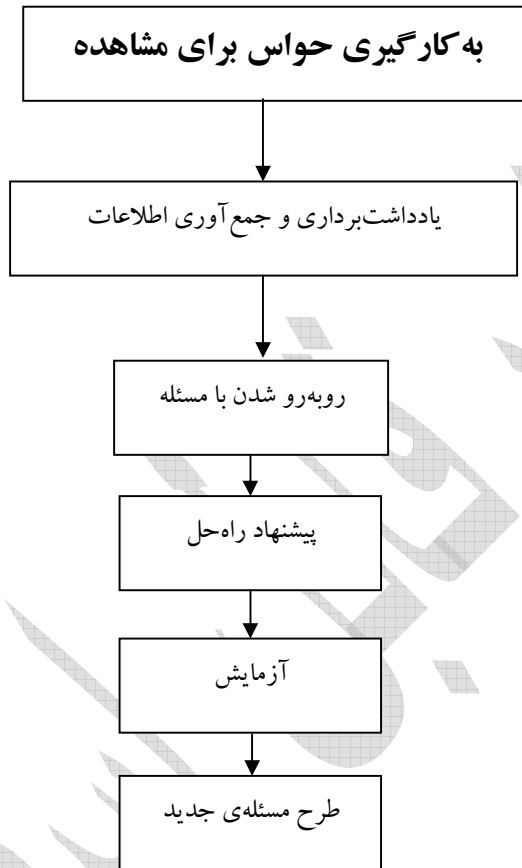 به‌کارگیری حواس برای مشاهده
یادداشت‌برداری و جمع‌آوری اطلاعات
روبه‌رو شدن با مسئله
پیشنهاد راه‌حل
آزمایش
طرح مسئله‌ی جدید